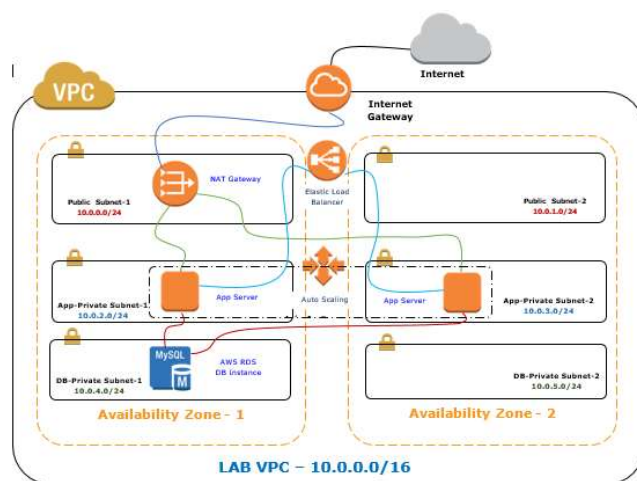 Internet
VPC
Internet
Gateway
NAT Gateway
Elastic Load
Balancer
Public Subnet-1
10.0.0.0/24
Public Subnet-2
10.0.1.0/24
App-Private Subnet-1
10.0.2.0/24
App Server
Auto Scaling
App Server
App-Private Subnet-2
10.0.3.0/24
MySQL
M
AWS RDS
DB instance
DB-Private Subnet-1
10.0.4.0/24
DB-Private Subnet-2
10.0.5.0/24
Availability Zone - 1
Availability Zone - 2
LAB VPC – 10.0.0.0/16